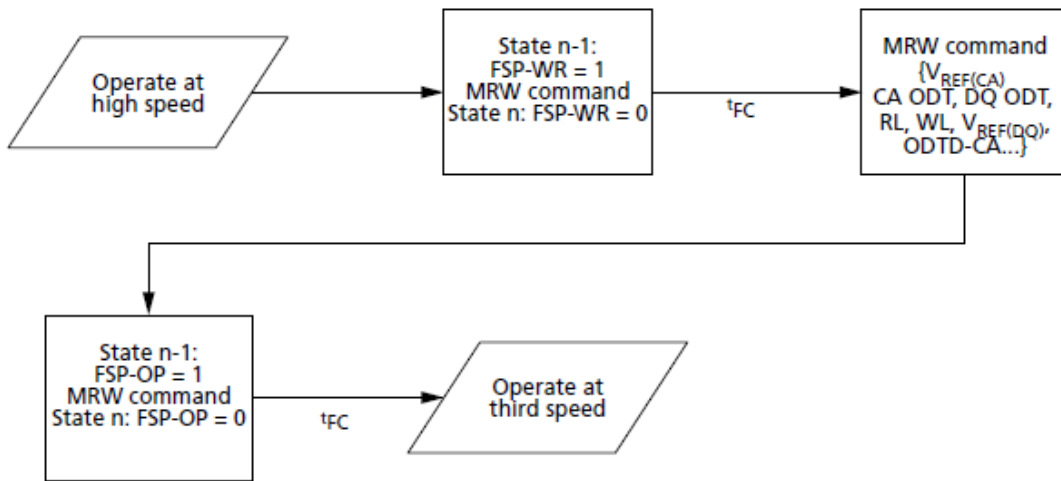 Operate at
high speed
State n-1:
FSP-WR = 1
MRW command
State n: FSP-WR = 0
tFC
MRW command
{VREF(CA)
CA ODT, DQ ODT,
RL, WL, VREF(DQ),
ODTD-CA...}
State n-1:
FSP-OP = 1
MRW command
State n: FSP-OP = 0
tFC
Operate at
third speed